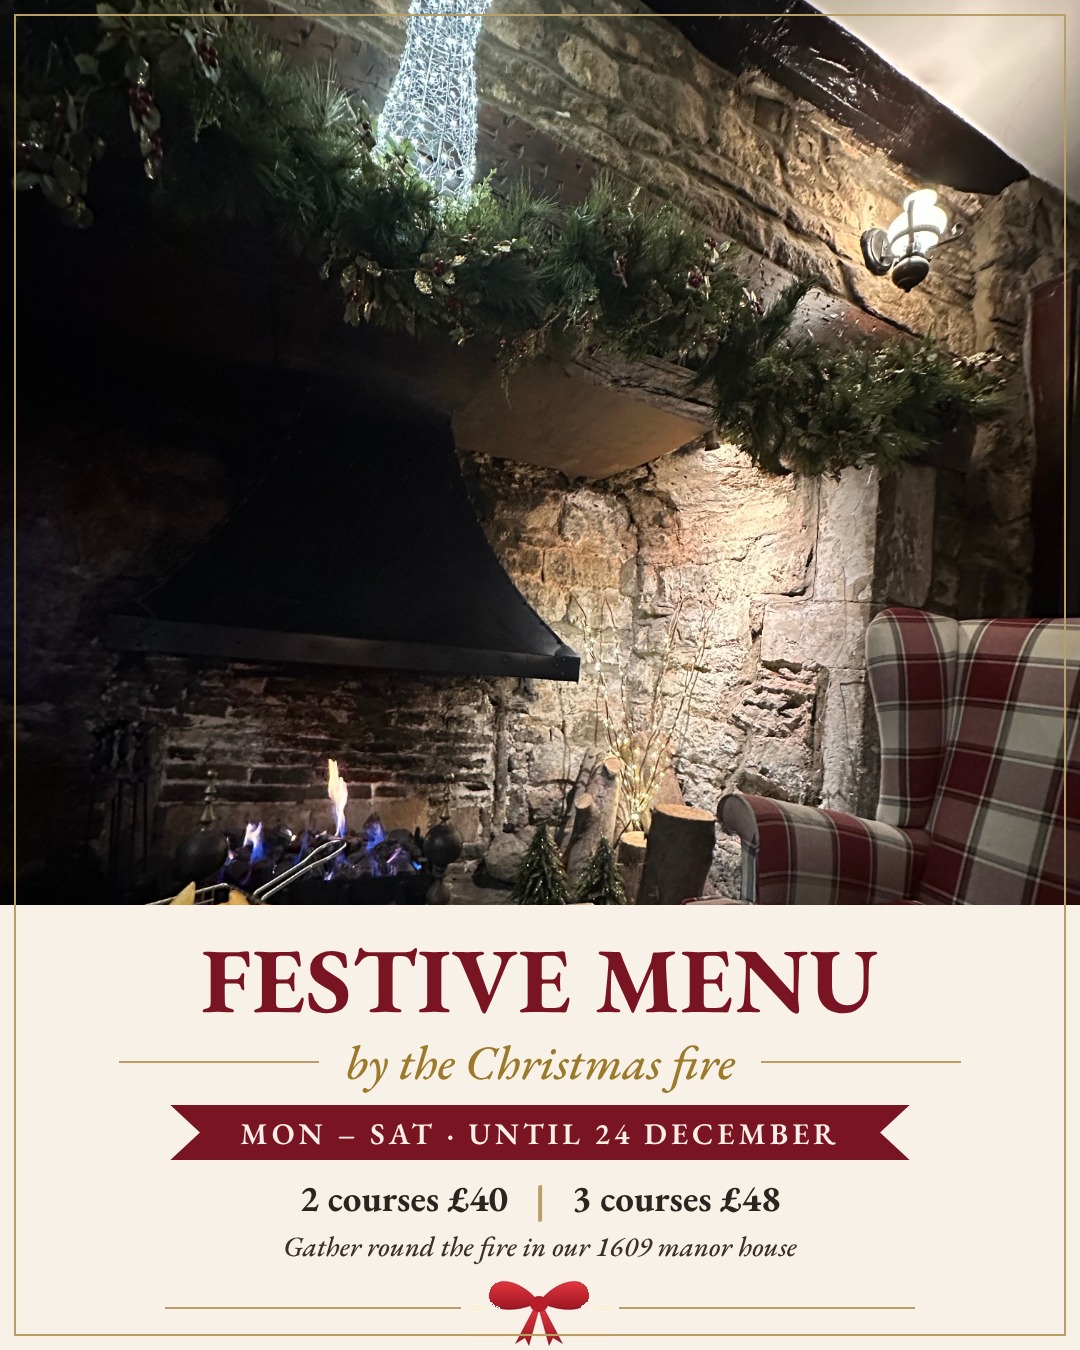 FESTIVE MENU
by the Christmas fire
MON – SAT · UNTIL 24 DECEMBER
2 courses £40 | 3 courses £48
Gather round the fire in our 1609 manor house